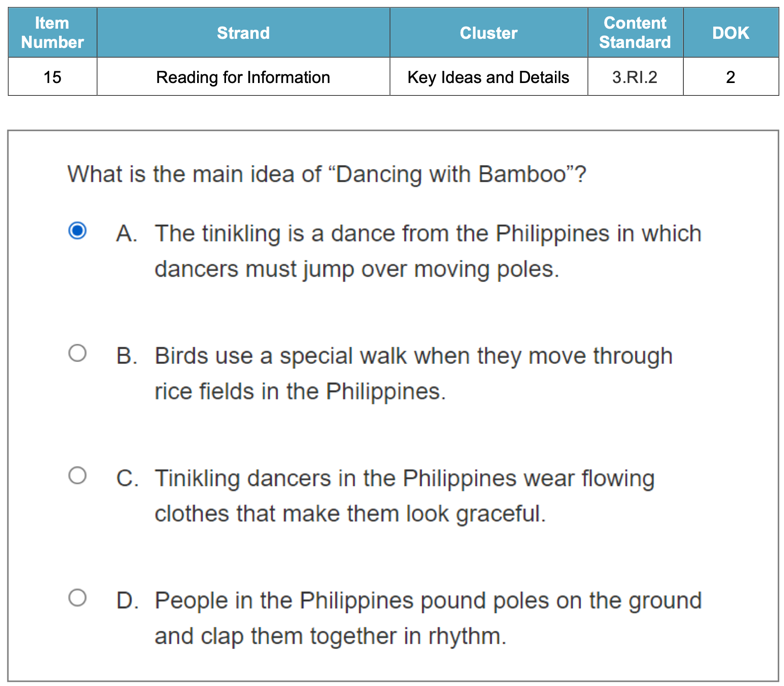 Item Number
Strand
Cluster
Content Standard
DOK
15
Reading for Information
Key Ideas and Details
3.RI.2
2
What is the main idea of “Dancing with Bamboo”?
A. The tinikling is a dance from the Philippines in which
dancers must jump over moving poles.
B. Birds use a special walk when they move through
rice fields in the Philippines.
C. Tinikling dancers in the Philippines wear flowing
clothes that make them look graceful.
D. People in the Philippines pound poles on the ground
and clap them together in rhythm.